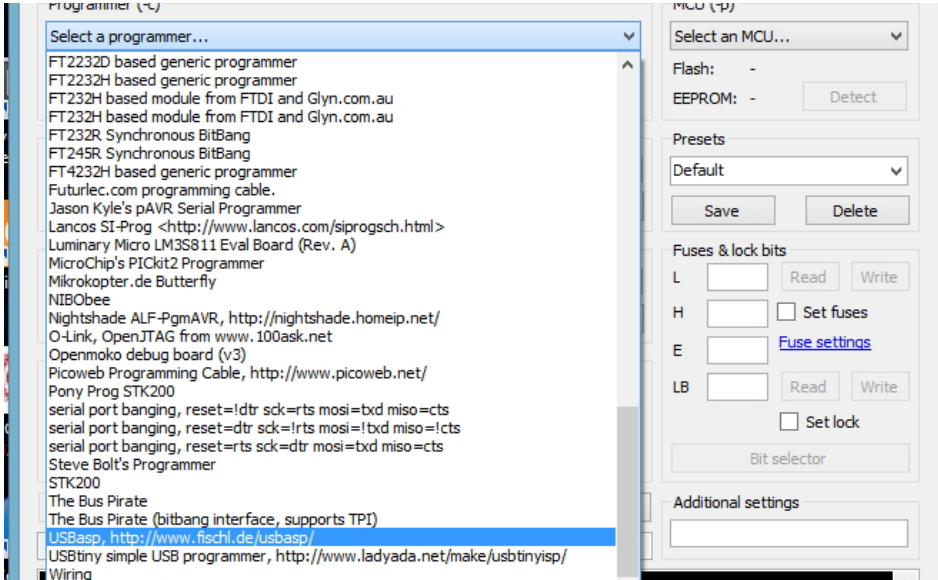 Programmer (-c)
Select a programmer...
FT2232D based generic programmer
FT2232H based generic programmer
FT232H based module from FTDI and Glyn.com.au
FT232H based module from FTDI and Glyn.com.au
FT232R Synchronous BitBang
FT245R Synchronous BitBang
FT4232H based generic programmer
Futurlec.com programming cable.
Jason Kyle's pAVR Serial Programmer
Lancos SI-Prog <http://www.lancos.com/siprogsch.html>
Luminary Micro LM3S811 Eval Board (Rev. A)
MicroChip's PICkit2 Programmer
Mikrokopter.de Butterfly
NIBObee
Nightshade ALF-PgmAVR, http://nightshade.homeip.net/
O-Link, OpenJTAG from www.100ask.net
Openmoko debug board (v3)
Picoweb Programming Cable, http://www.picoweb.net/
Pony Prog STK200
serial port banging, reset=!dtr sck=rts mosi=txd miso=cts
serial port banging, reset=dtr sck=!rts mosi=!txd miso=!cts
serial port banging, reset=rts sck=dtr mosi=txd miso=cts
Steve Bolt's Programmer
STK200
The Bus Pirate
The Bus Pirate (bitbang interface, supports TPI)
USBasp, http://www.fischl.de/usbasp/
USBtiny simple USB programmer, http://www.ladyada.net/make/usbtinyisp/
Wiring
MCU (-p)
Select an MCU...
Flash: -
EEPROM: - Detect
Presets
Default
Save Delete
Fuses & lock bits
L Read Write
H Set fuses
E Fuse settings
LB Read Write
Set lock
Bit selector
Additional settings